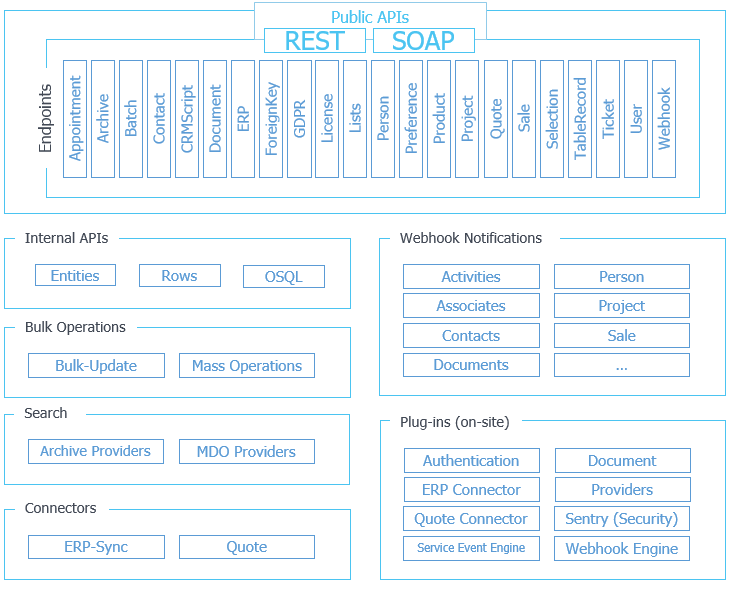 Public APIs
REST
SOAP
Endpoints
Appointment
Archive
Batch
Contact
CRMScript
Document
ERP
ForeignKey
GDPR
License
Lists
Person
Preference
Product
Project
Quote
Sale
Selection
TableRecord
Ticket
User
Webhook
Internal APIs
Entities
Rows
OSQL
Bulk Operations
Bulk-Update
Mass Operations
Search
Archive Providers
MDO Providers
Connectors
ERP-Sync
Quote
Webhook Notifications
Activities
Person
Associates
Project
Contacts
Sale
Documents
...
Plug-ins (on-site)
Authentication
Document
ERP Connector
Providers
Quote Connector
Sentry (Security)
Service Event Engine
Webhook Engine